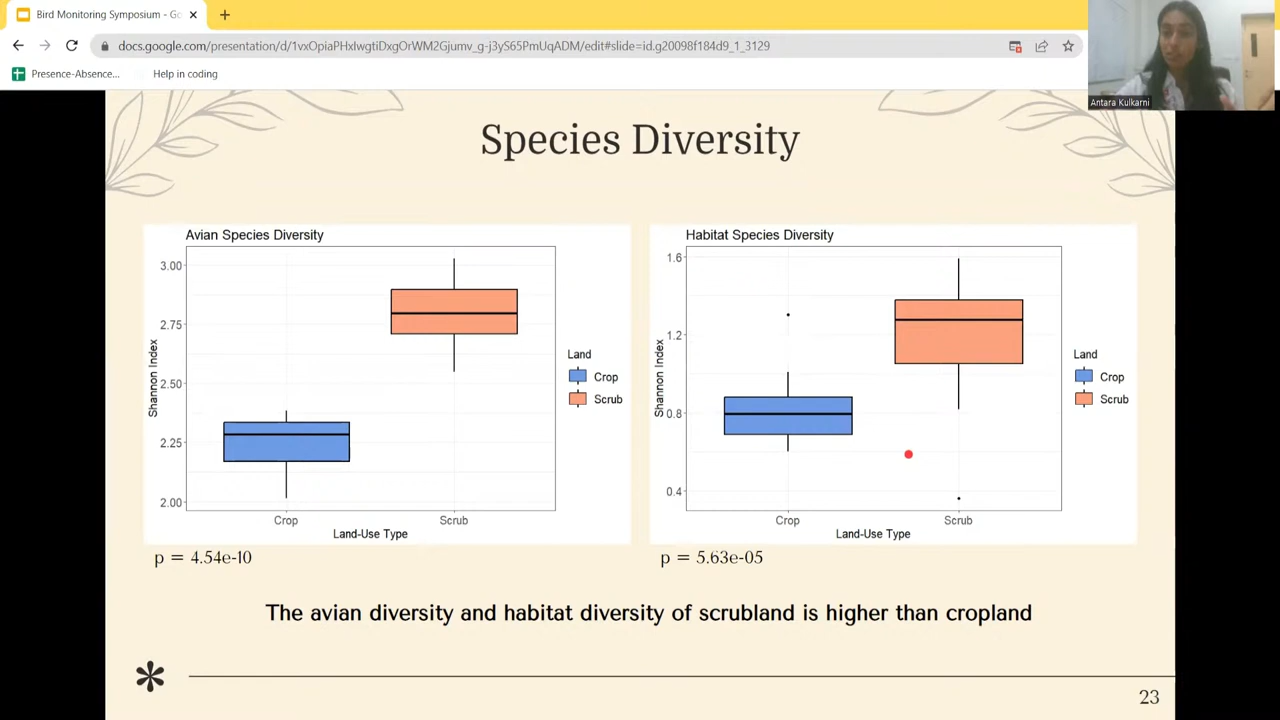 Bird Monitoring Symposium - Go
docs.google.com/presentation/d/1vxOpiaPHxIwgtiDxgOrWM2Gjumv_g-j3yS65PmUqADM/edit#slide=id.g20098f184d9_1_3129
Presence-Absence... Help in coding
Antara Kulkarni
Species Diversity
Avian Species Diversity
3.00
2.75
2.50
2.25
2.00
Shannon Index
Crop Scrub
Land-Use Type
Land
Crop
Scrub
p = 4.54e-10
Habitat Species Diversity
1.6
1.2
0.8
0.4
Shannon Index
Crop Scrub
Land-Use Type
Land
Crop
Scrub
p = 5.63e-05
The avian diversity and habitat diversity of scrubland is higher than cropland
23